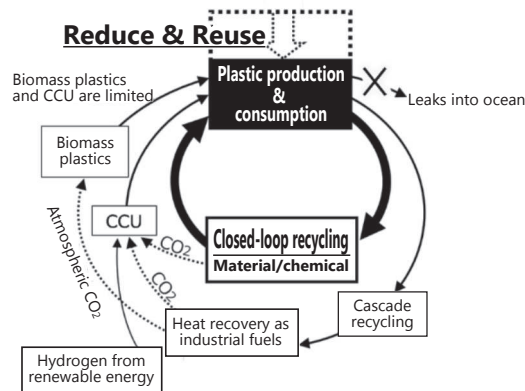 Reduce & Reuse
Plastic production
&
consumption
Biomass plastics
and CCU are limited
Leaks into ocean
Biomass
plastics
CCU
CO2
Closed-loop recycling
Material/chemical
Atmospheric CO2
CO2
Cascade
recycling
Heat recovery as
industrial fuels
Hydrogen from
renewable energy